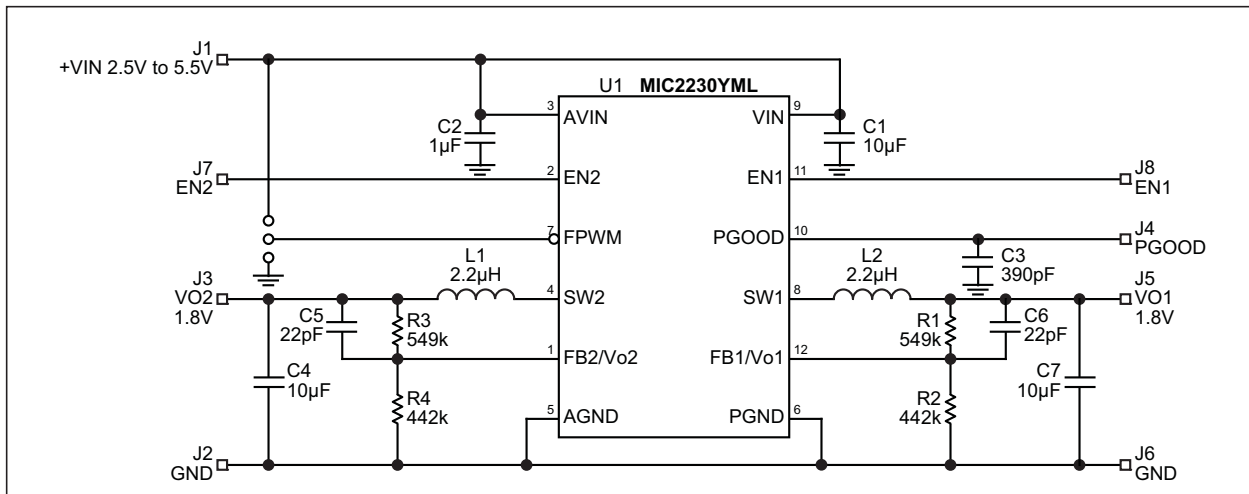 J1
+VIN 2.5V to 5.5V
U1 MIC2230YML
3
AVIN
VIN
9
C2
1µF
C1
10µF
J7
EN2
2
EN2
EN1
11
J8
EN1
7
FPWM
PGOOD
10
J4
PGOOD
L1
2.2µH
L2
2.2µH
C3
390pF
J3
VO2
1.8V
4
SW2
SW1
8
J5
VO1
1.8V
C5
22pF
R3
549k
R1
549k
C6
22pF
1
FB2/Vo2
FB1/Vo1
12
C4
10µF
R4
442k
R2
442k
C7
10µF
5
AGND
PGND
6
J2
GND
J6
GND